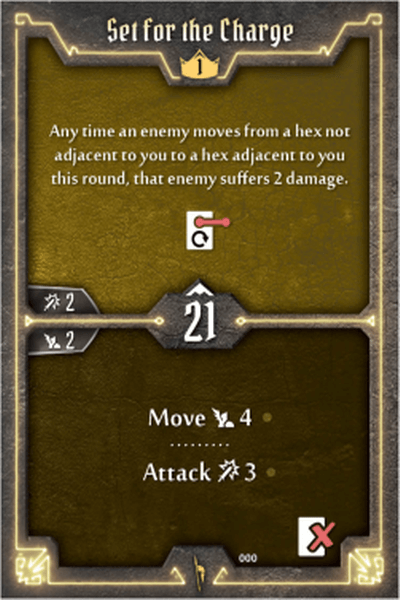 Set for the Charge
1
Any time an enemy moves from a hex not
adjacent to you to a hex adjacent to you
this round, that enemy suffers 2 damage.
2
21
2
Move 4
Attack 3
000